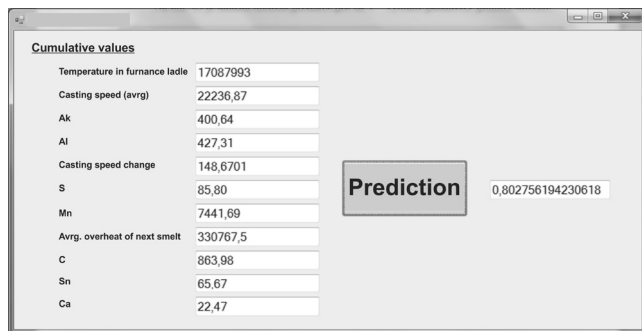 Cumulative values
Temperature in furnance ladle 17087993
Casting speed (avrg) 22236,87
Ak 400,64
Al 427,31
Casting speed change 148,6701
S 85,80
Mn 7441,69
Avrg. overheat of next smelt 330767,5
C 863,98
Sn 65,67
Ca 22,47
Prediction 0,802756194230618